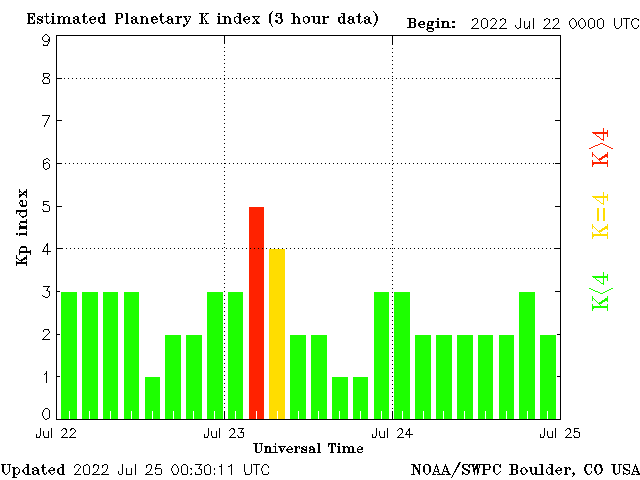 Estimated Planetary K index (3 hour data)
Begin: 2022 Jul 22 0000 UTC
9
8
7
6
5
4
3
2
1
0
Kp index
K>4
K=4
K<4
Jul 22
Jul 23
Jul 24
Jul 25
Universal Time
Updated 2022 Jul 25 00:30:11 UTC
NOAA/SWPC Boulder, CO USA